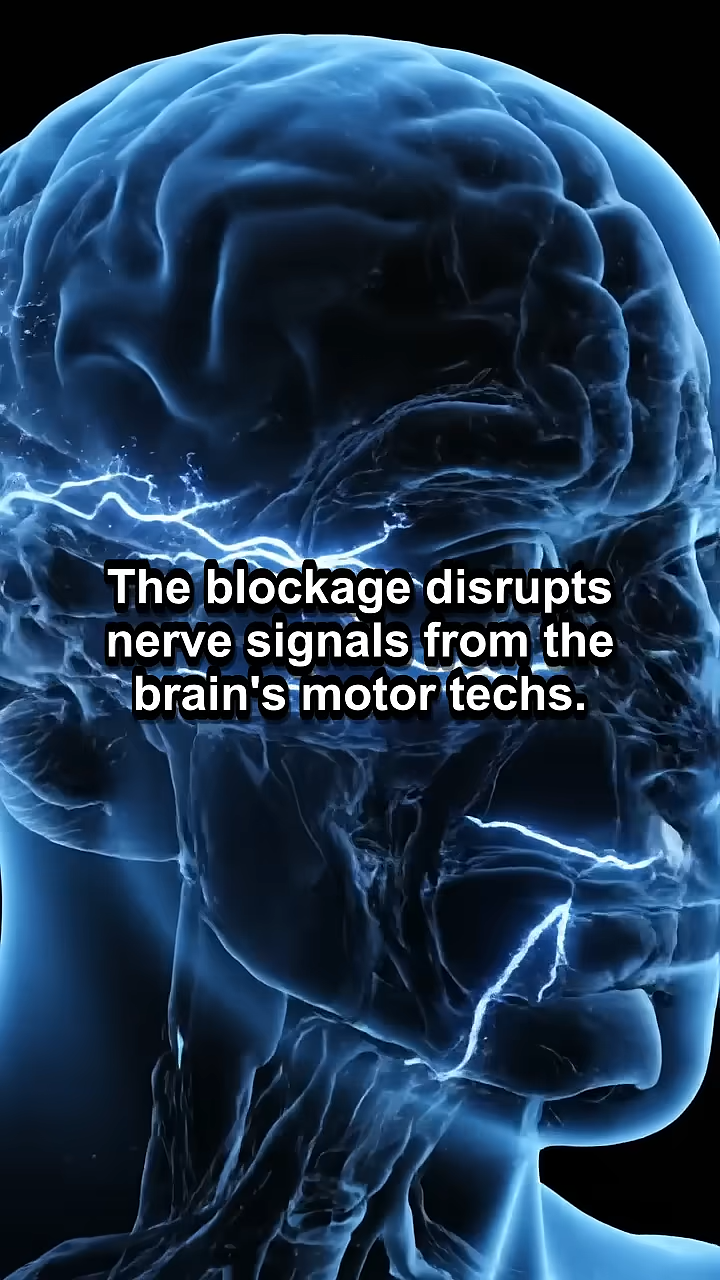 The blockage disrupts
nerve signals from the
brain's motor techs.